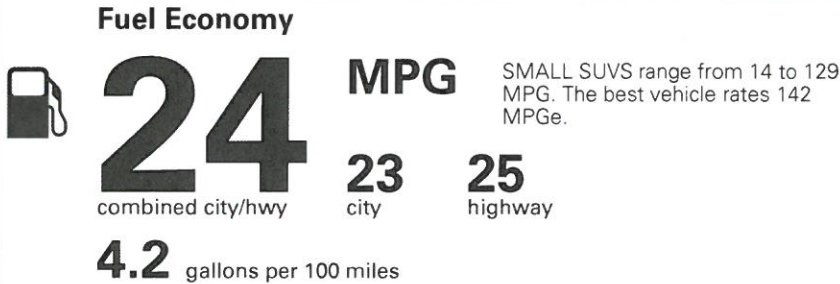 Fuel Economy
24 MPG
SMALL SUVS range from 14 to 129
MPG. The best vehicle rates 142
MPGe.
combined city/hwy
23
city
25
highway
4.2 gallons per 100 miles